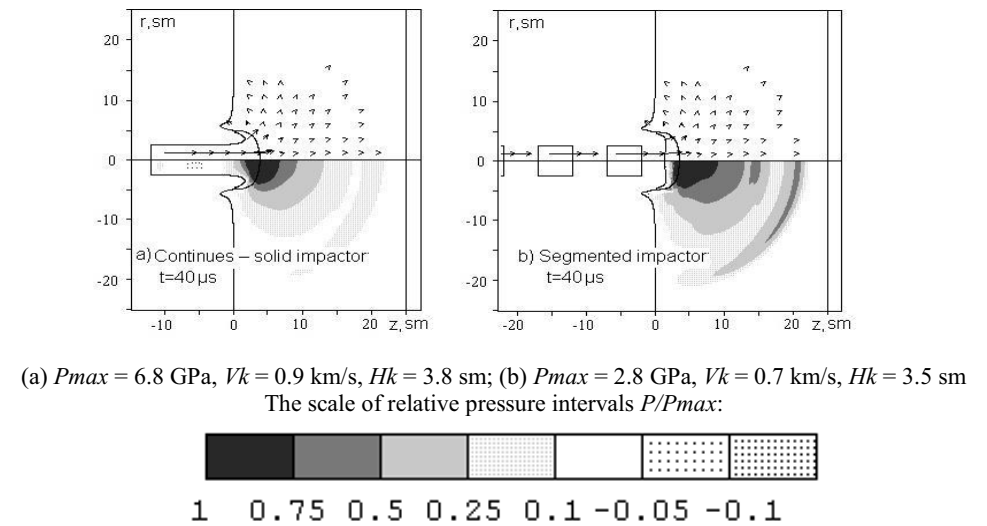 r,sm
20
10
0
-10
-20
a) Continues – solid impactor
t=40µs
-10 0 10 20 z,sm
r,sm
20
10
0
-10
-20
b) Segmented impactor
t=40µs
-20 -10 0 10 20 z,sm
(a) Pmax = 6.8 GPa, Vk = 0.9 km/s, Hk = 3.8 sm; (b) Pmax = 2.8 GPa, Vk = 0.7 km/s, Hk = 3.5 sm
The scale of relative pressure intervals P/Pmax:
1 0.75 0.5 0.25 0.1 -0.05 -0.1